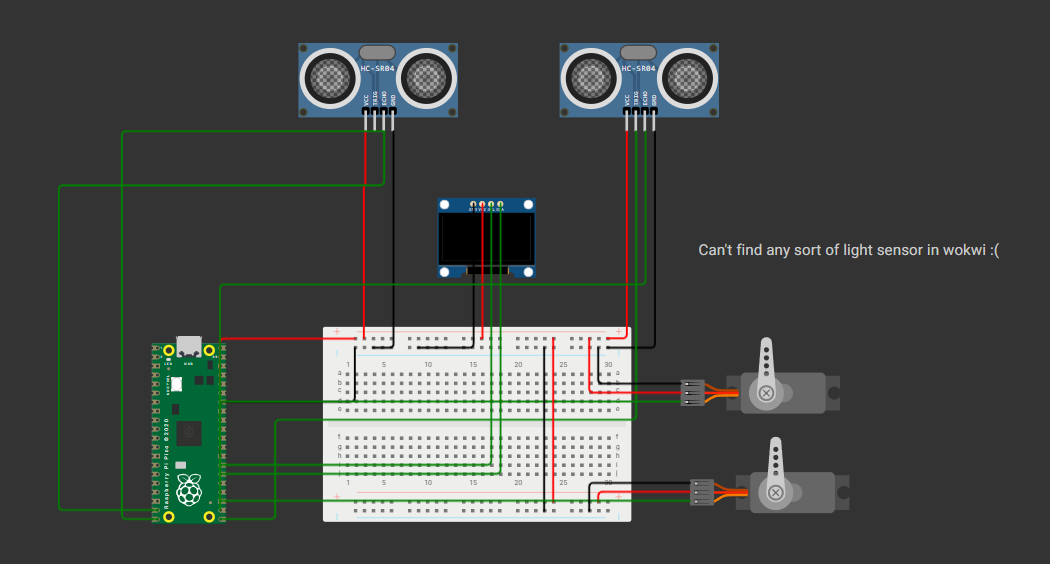 HC-SR04
HC-SR04
VCC TRIG ECHO GND
VCC TRIG ECHO GND
Can't find any sort of light sensor in wokwi :(
+ +
1 5 10 15 20 25 30
a a
b b
c c
d d
e e
f f
g g
h h
i i
j j
1 5 10 15 20 25 30
+ +
Raspberry Pi Pico ©2020
USB